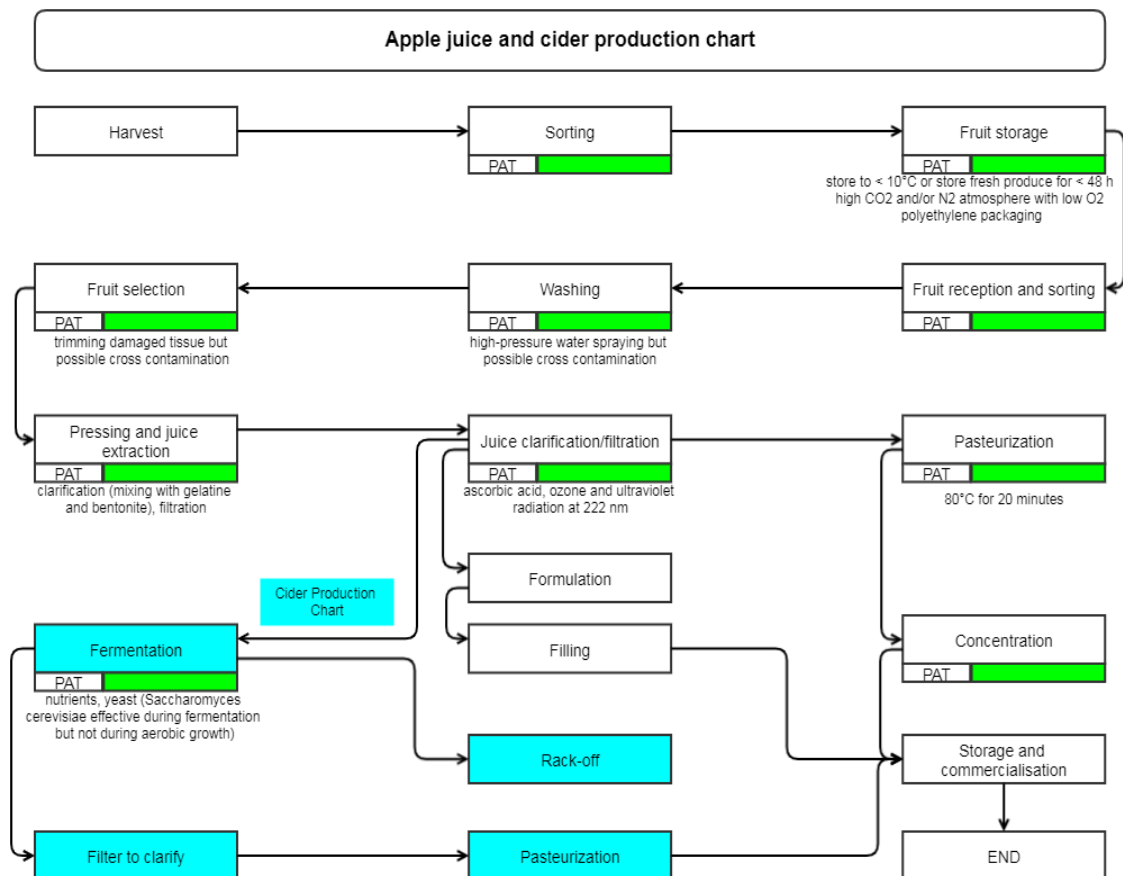 Apple juice and cider production chart
Harvest
Sorting
PAT
Fruit storage
PAT
store to < 10°C or store fresh produce for < 48 h
high CO2 and/or N2 atmosphere with low O2
polyethylene packaging
Fruit selection
PAT
trimming damaged tissue but
possible cross contamination
Washing
PAT
high-pressure water spraying but
possible cross contamination
Fruit reception and sorting
PAT
Pressing and juice
extraction
PAT
clarification (mixing with gelatine
and bentonite), filtration
Juice clarification/filtration
PAT
ascorbic acid, ozone and ultraviolet
radiation at 222 nm
Pasteurization
PAT
80°C for 20 minutes
Formulation
Cider Production
Chart
Fermentation
PAT
nutrients, yeast (Saccharomyces
cerevisiae effective during fermentation
but not during aerobic growth)
Filling
Concentration
PAT
Rack-off
Storage and
commercialisation
Filter to clarify
Pasteurization
END